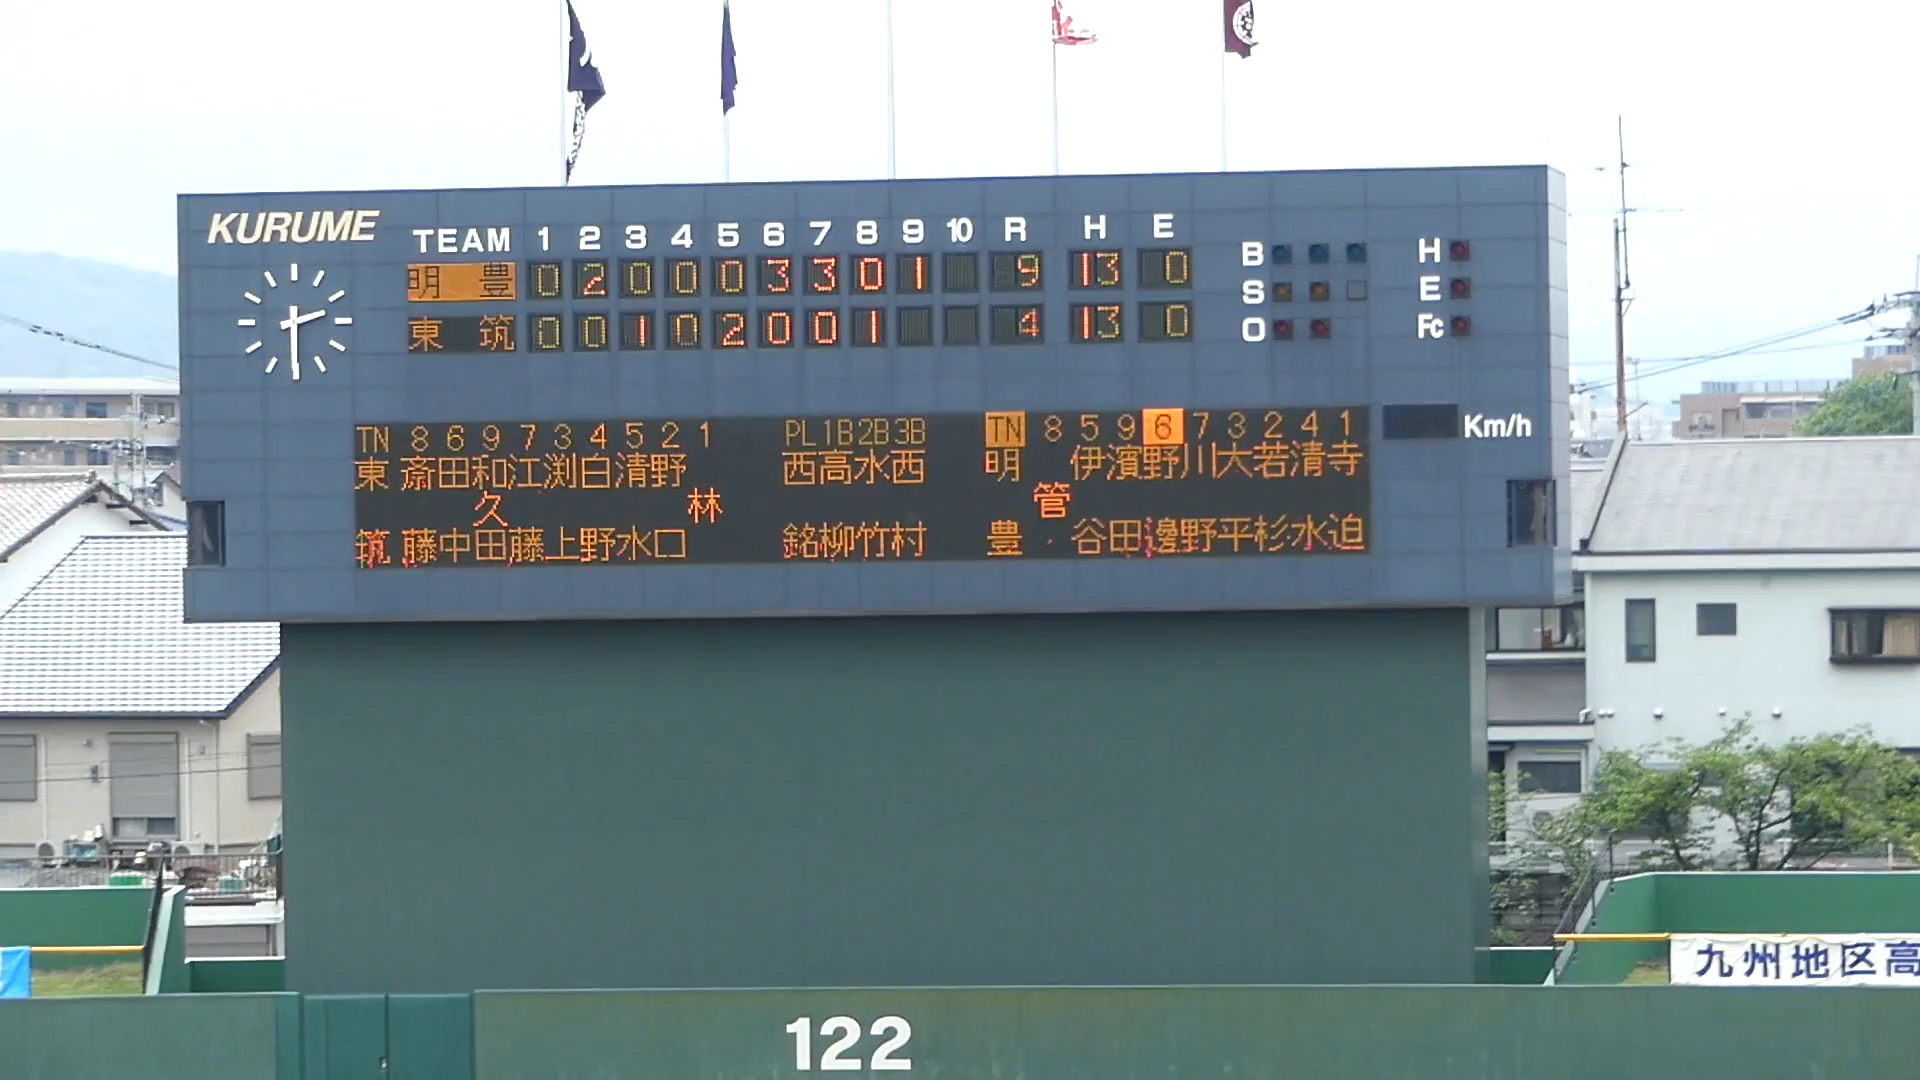 KURUME
TEAM 1 2 3 4 5 6 7 8 9 10 R H E
明豊 0 2 0 0 0 3 3 0 1 9 13 0
東筑 0 0 1 0 2 0 0 1 4 13 0
B H
S E
O Fc
TN 8 6 9 7 3 4 5 2 1 PL 1B 2B 3B TN 8 5 9 6 7 3 2 4 1 Km/h
東 斎田和江渕白清野 西高水西 明 伊濱野川大若清寺
久 林 管
筑 藤中田藤上野水口 銘柳竹村 豊 谷田邊野平杉水迫
九州地区高
122